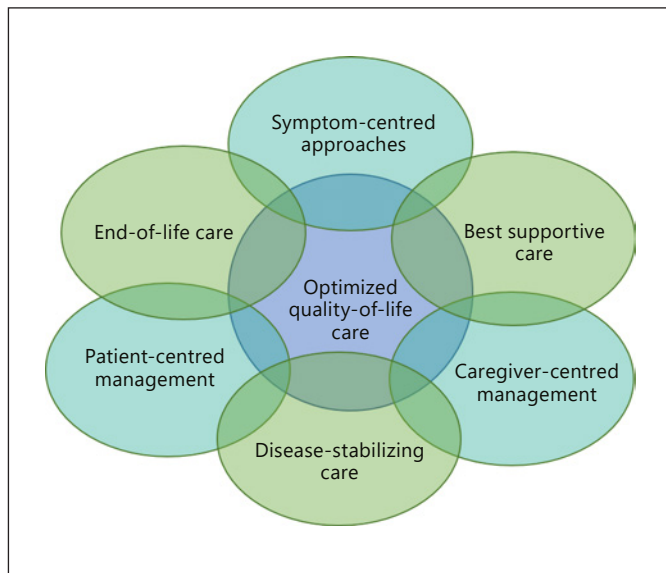 Symptom-centred
approaches
End-of-life care
Best supportive
care
Optimized
quality-of-life
care
Patient-centred
management
Caregiver-centred
management
Disease-stabilizing
care